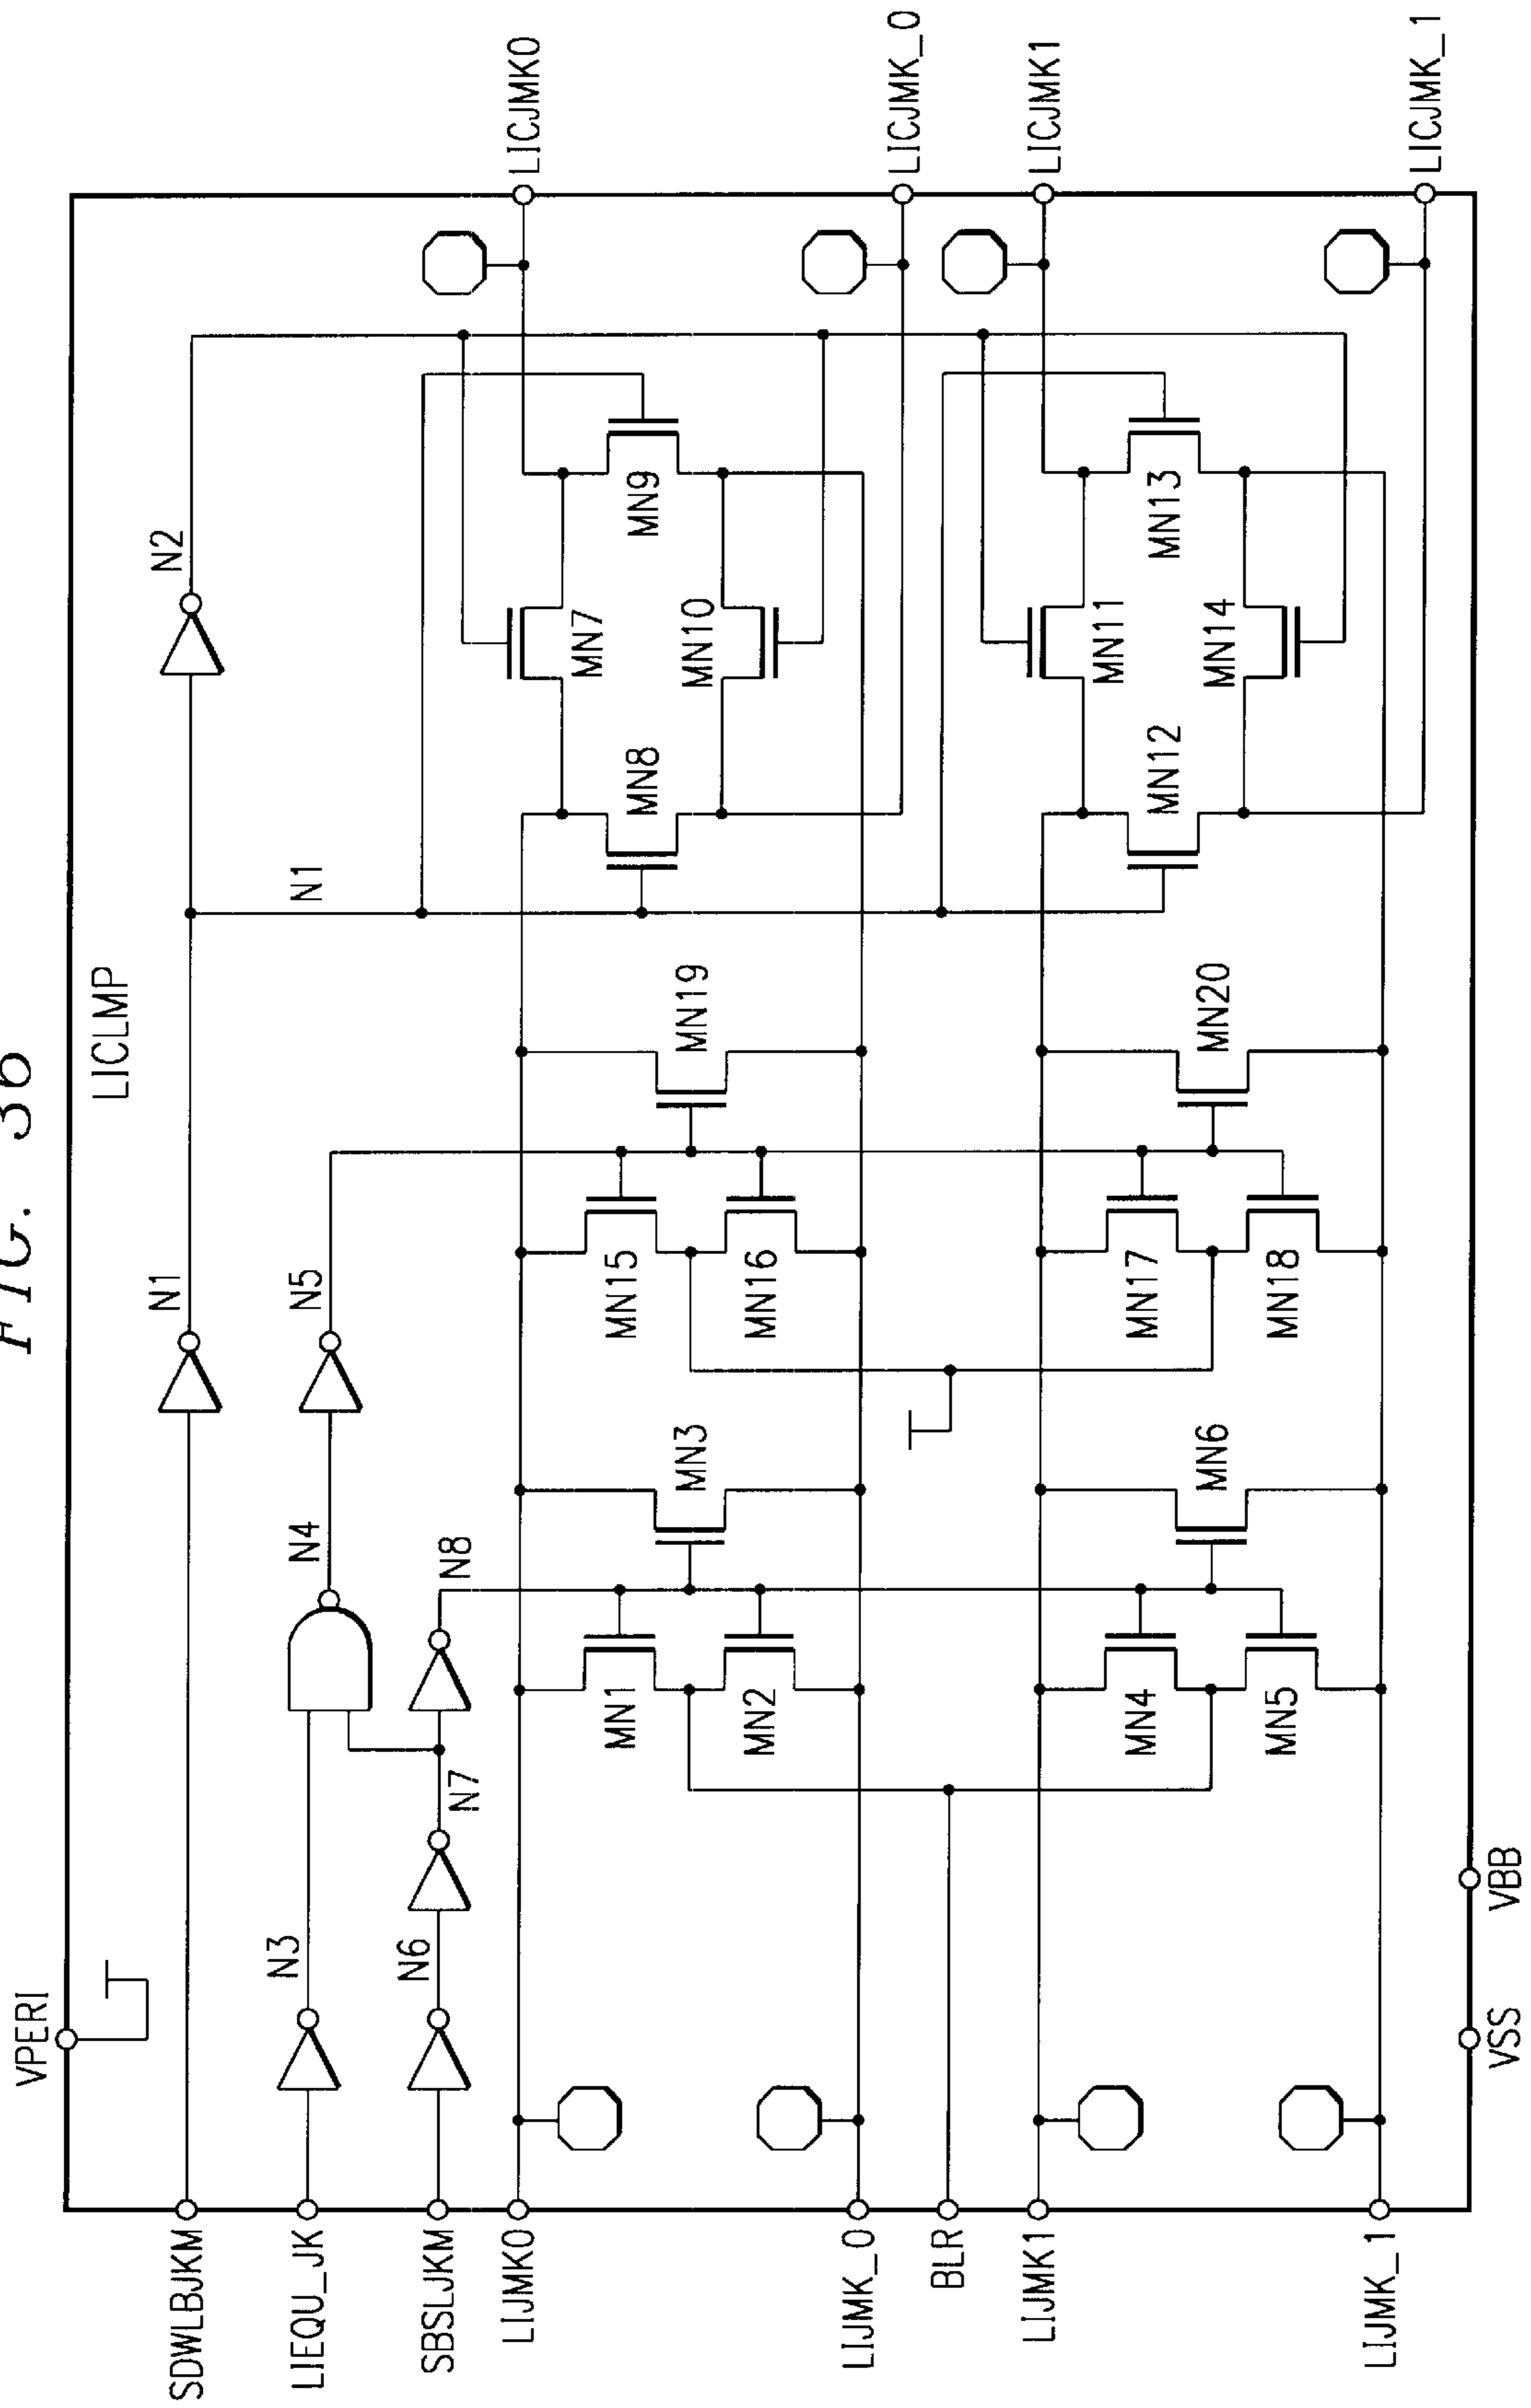 FIG. 36
LICLMP
VPERI
SDWLBJKM
N1
N2
LIEQU_JK
N3
N4
N5
N1
SBSLJKM
N6
N7
N8
LIJMK0
MN1
MN3
MN15
MN19
MN8
MN7
MN9
LICJMK0
MN2
MN16
MN10
LIJMK_0
LICJMK_0
BLR
LIJMK1
MN4
MN6
MN17
MN20
MN12
MN11
MN13
LICJMK1
MN5
MN18
MN14
LIJMK_1
LICJMK_1
VSS
VBB